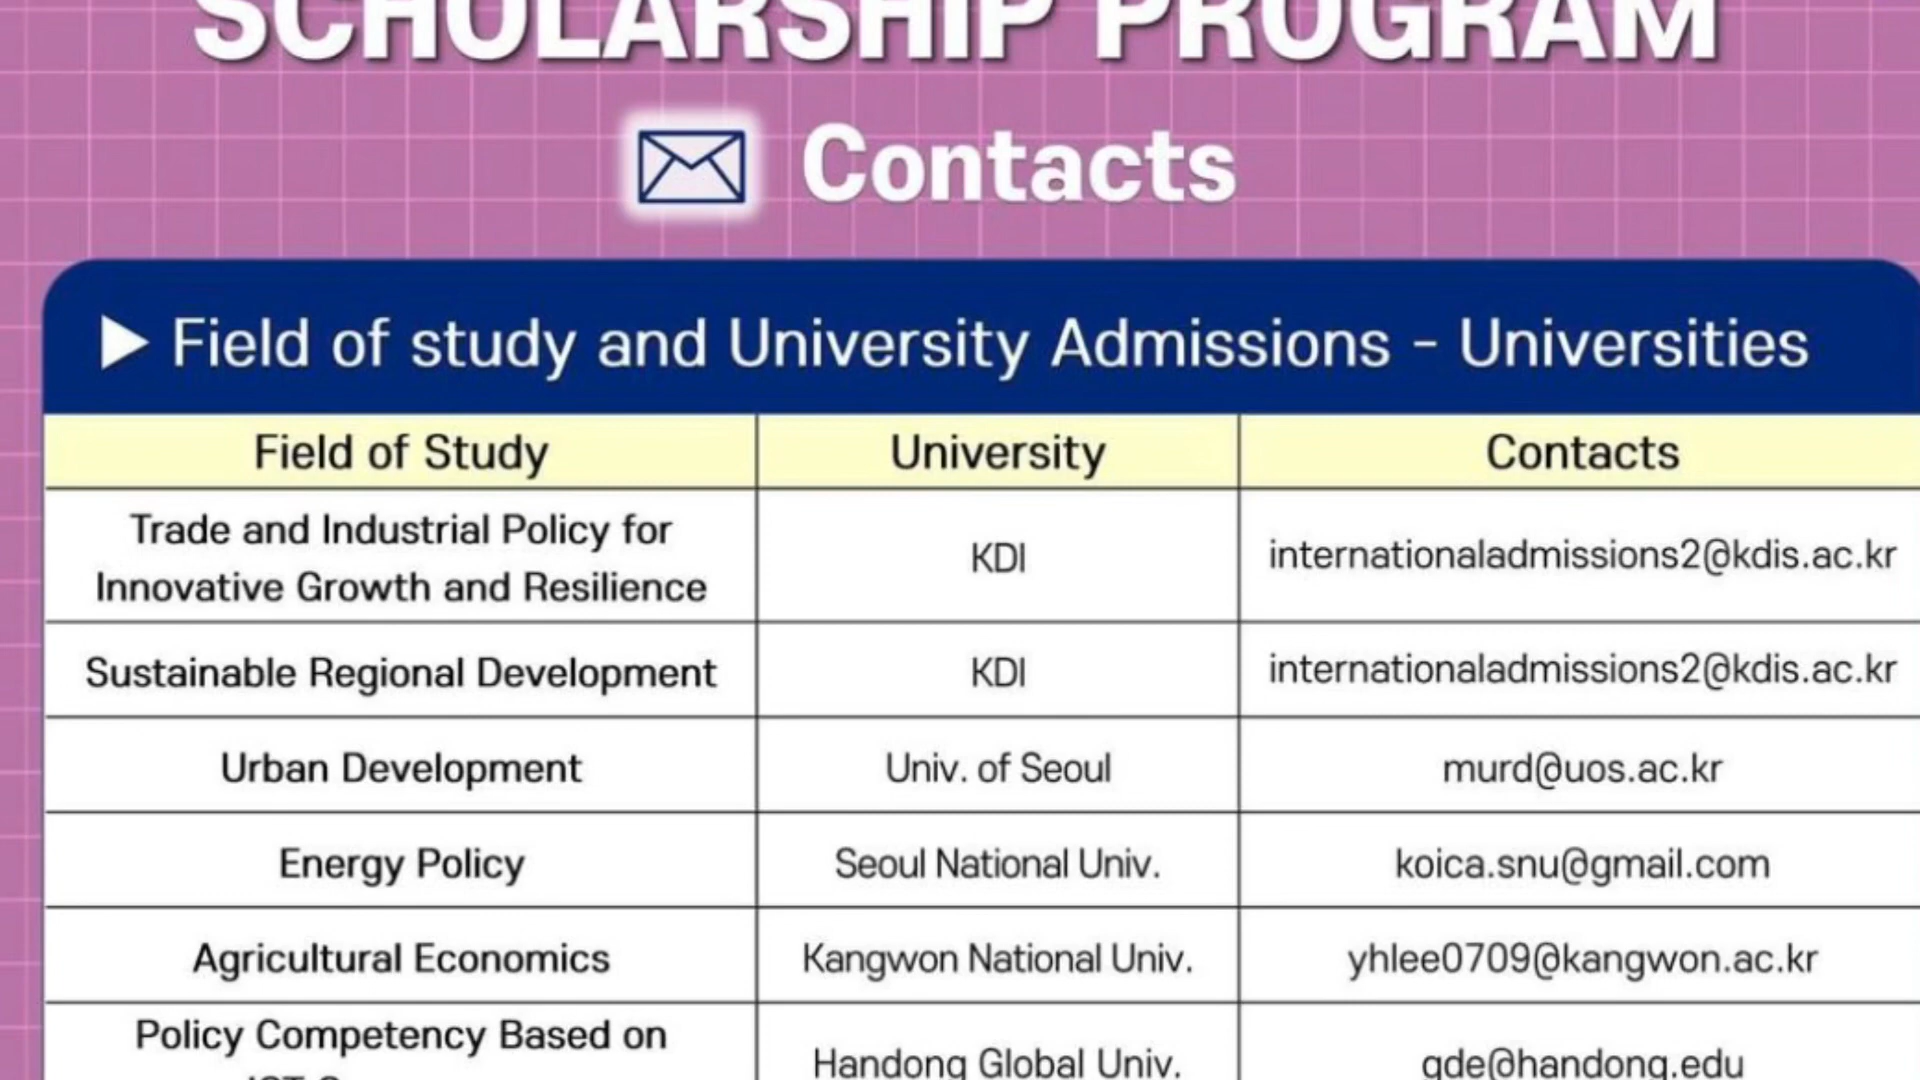 SCHOLARSHIP PROGRAM
Contacts
Field of study and University Admissions - Universities
Field of Study University Contacts
Trade and Industrial Policy for
Innovative Growth and Resilience
KDI
internationaladmissions2@kdis.ac.kr
Sustainable Regional Development
KDI
internationaladmissions2@kdis.ac.kr
Urban Development
Univ. of Seoul
murd@uos.ac.kr
Energy Policy
Seoul National Univ.
koica.snu@gmail.com
Agricultural Economics
Kangwon National Univ.
yhlee0709@kangwon.ac.kr
Policy Competency Based on
Handong Global Univ.
gde@handong.edu